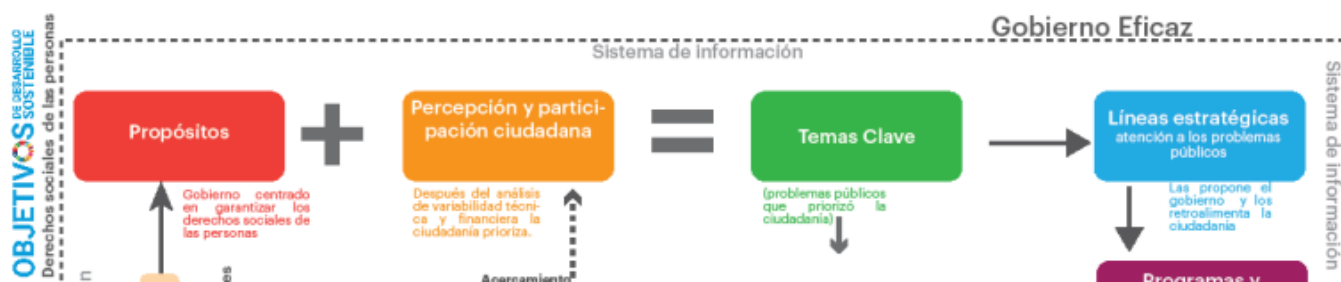 Gobierno Eficaz
Sistema de información
OBJETIVOS
DE DESARROLLO
SOSTENIBLE
Derechos sociales de las personas
Propósitos
Gobierno centrado
en garantizar los
derechos sociales de
las personas
Percepción y partici-
pación ciudadana
Después del análisis
de variabilidad técni-
ca y financiera la
ciudadanía prioriza.
Acercamiento
Temas Clave
(problemas públicos
que priorizó la
ciudadanía)
Líneas estratégicas
atención a los problemas
públicos
Las propone el
gobierno y los
retroalimenta la
ciudadanía
Programas y
Sistema de información